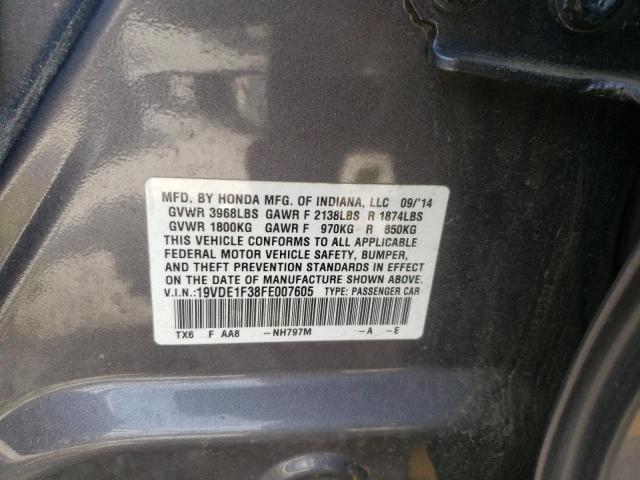 MFD. BY HONDA MFG. OF INDIANA, LLC 09/'14
GVWR 3968LBS GAWR F 2138LBS R 1874LBS
GVWR 1800KG GAWR F 970KG R 850KG
THIS VEHICLE CONFORMS TO ALL APPLICABLE
FEDERAL MOTOR VEHICLE SAFETY, BUMPER,
AND THEFT PREVENTION STANDARDS IN EFFECT
ON THE DATE OF MANUFACTURE SHOWN ABOVE.
V.I.N.:19VDE1F38FE007605 TYPE: PASSENGER CAR
TX6 F AA8 -NH797M -A -E